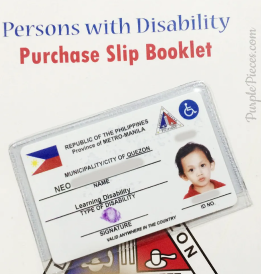 Persons with Disability
Purchase Slip Booklet
PurplePieces.com
REPUBLIC OF THE PHILIPPINES
Province of METRO-MANILA
MUNICIPALITY/CITY OF QUEZON
NEO
NAME
Learning Disability
TYPE OF DISABILITY
SIGNATURE
VALID ANYWHERE IN THE COUNTRY
ID NO.